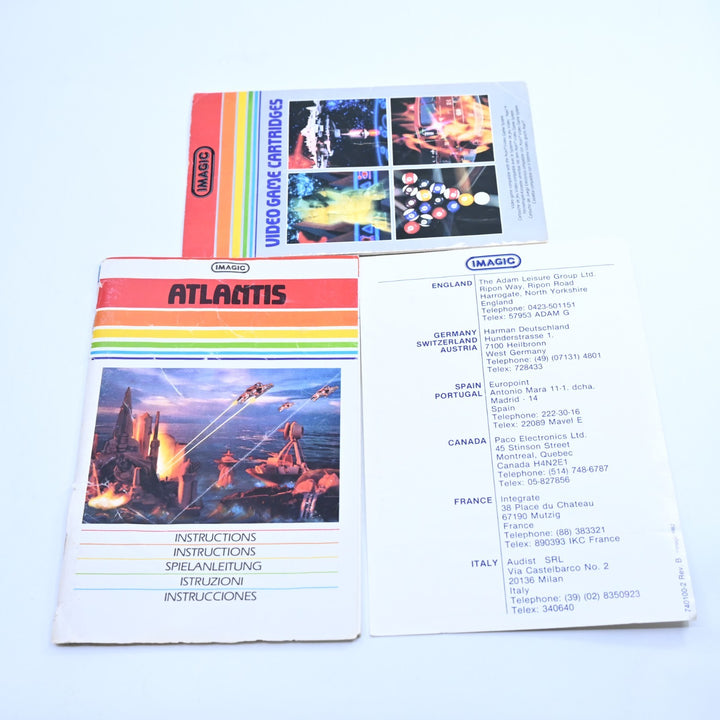 IMAGIC
VIDEO GAME CARTRIDGES
IMAGIC
ATLANTIS
INSTRUCTIONS
INSTRUCTIONS
SPIELANLEITUNG
ISTRUZIONI
INSTRUCCIONES
IMAGIC
ENGLAND
The Adam Leisure Group Ltd.
Ripon Way, Ripon Road
Harrogate, North Yorkshire
England
Telephone: 0423-501151
Telex: 57953 ADAM G
GERMANY
SWITZERLAND
AUSTRIA
Harman Deutschland
Hunderstrasse 1,
7100 Heilbronn
West Germany
Telephone: (49) (07131) 4801
Telex: 728433
SPAIN
PORTUGAL
Europoint
Antonio Mara 11-1. dcha.
Madrid - 14
Spain
Telephone: 222-30-16
Telex: 22089 Mavel E
CANADA
Paco Electronics Ltd.
45 Stinson Street
Montreal, Quebec
Canada H4N2E1
Telephone: (514) 748-6787
Telex: 05-827856
FRANCE
Integrate
38 Place du Chateau
67190 Mutzig
France
Telephone: (88) 383321
Telex: 890393 IKC France
ITALY
Audist SRL
Via Castelbarco No. 2
20136 Milan
Italy
Telephone: (39) (02) 8350923
Telex: 340640
740100-2 Rev. B